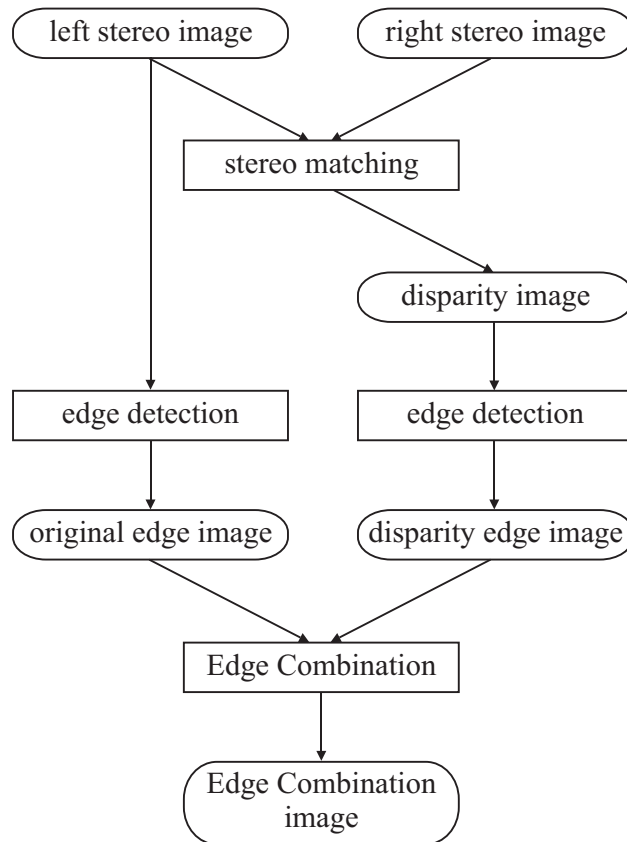 left stereo image
right stereo image
stereo matching
disparity image
edge detection
edge detection
original edge image
disparity edge image
Edge Combination
Edge Combination
image